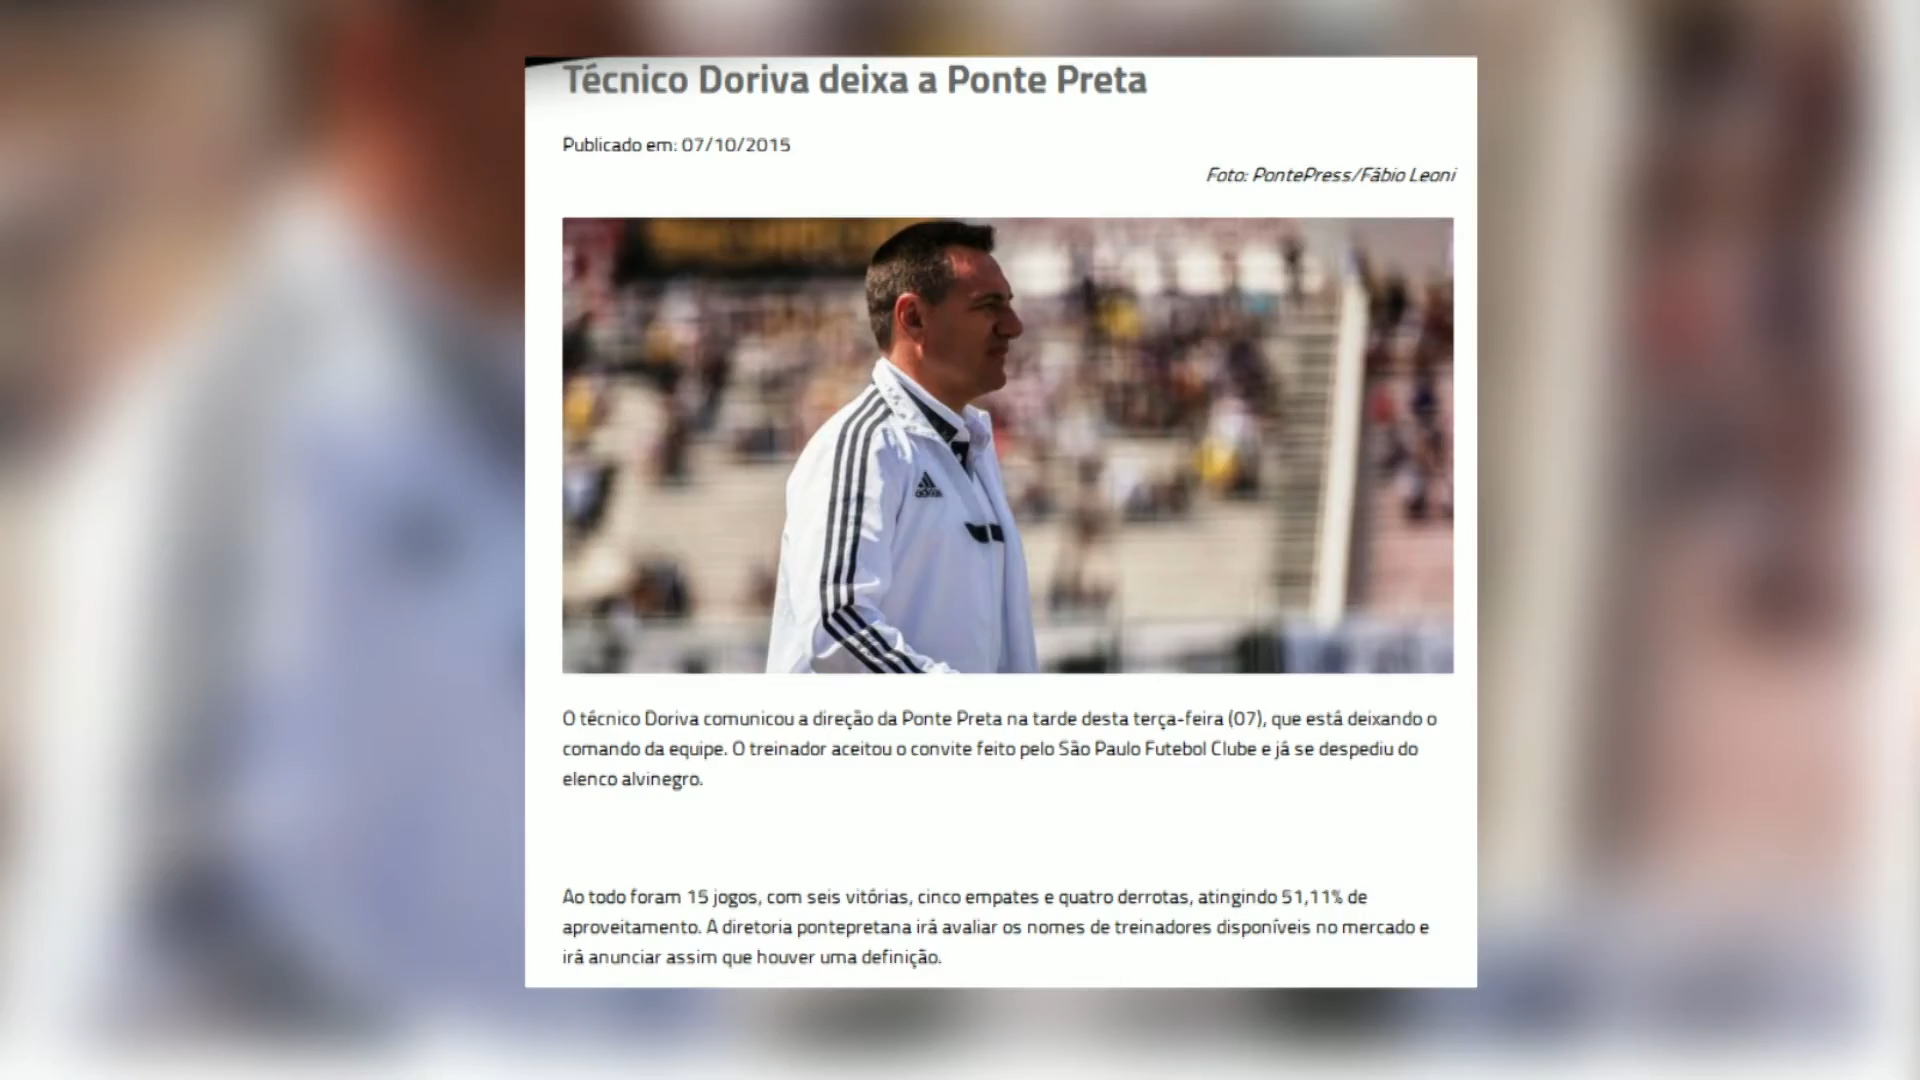 Técnico Doriva deixa a Ponte Preta
Publicado em: 07/10/2015
Foto: PontePress/Fábio Leoni
adidas
O técnico Doriva comunicou a direção da Ponte Preta na tarde desta terça-feira (07), que está deixando o
comando da equipe. O treinador aceitou o convite feito pelo São Paulo Futebol Clube e já se despediu do
elenco alvinegro.
Ao todo foram 15 jogos, com seis vitórias, cinco empates e quatro derrotas, atingindo 51,11% de
aproveitamento. A diretoria pontepretana irá avaliar os nomes de treinadores disponíveis no mercado e
irá anunciar assim que houver uma definição.